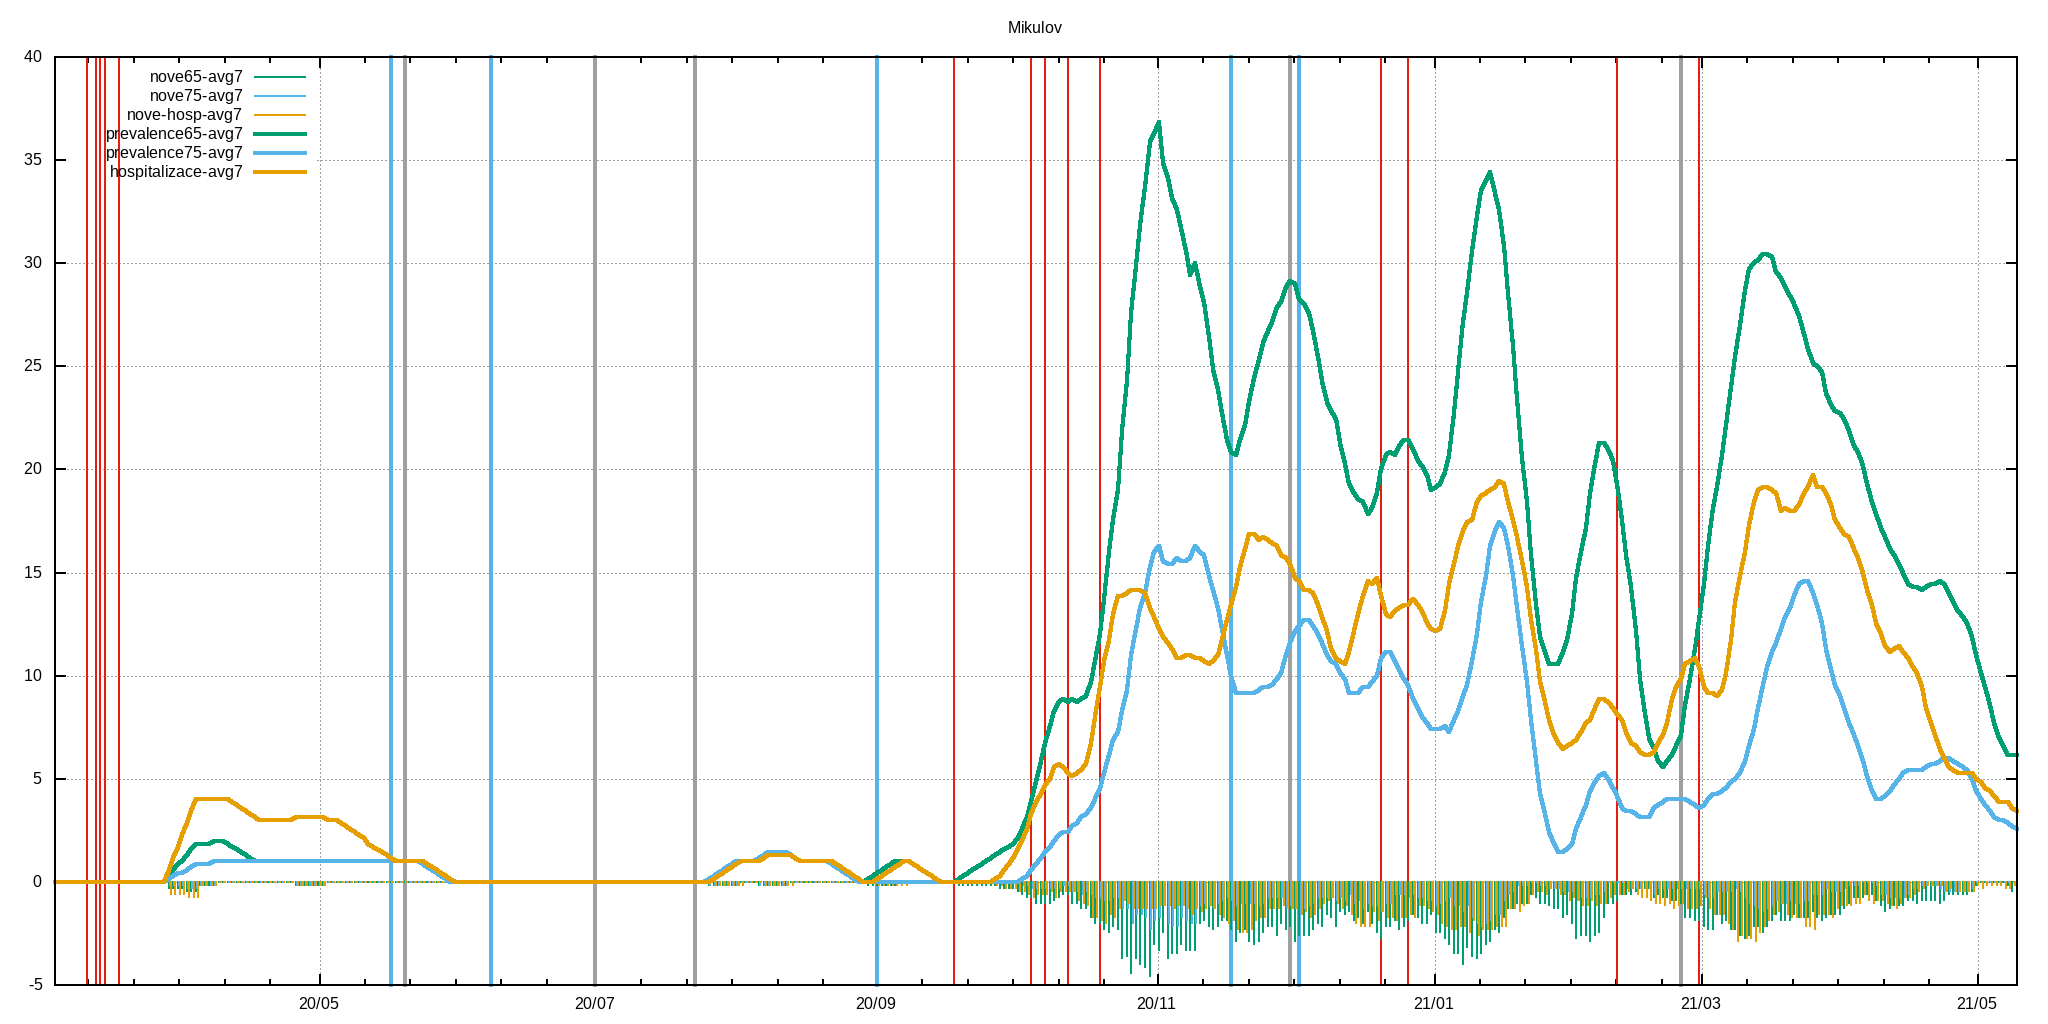 Mikulov
40
35
30
25
20
15
10
5
0
-5
nove65-avg7
nove75-avg7
nove-hosp-avg7
prevalence65-avg7
prevalence75-avg7
hospitalizace-avg7
20/05 20/07 20/09 20/11 21/01 21/03 21/05